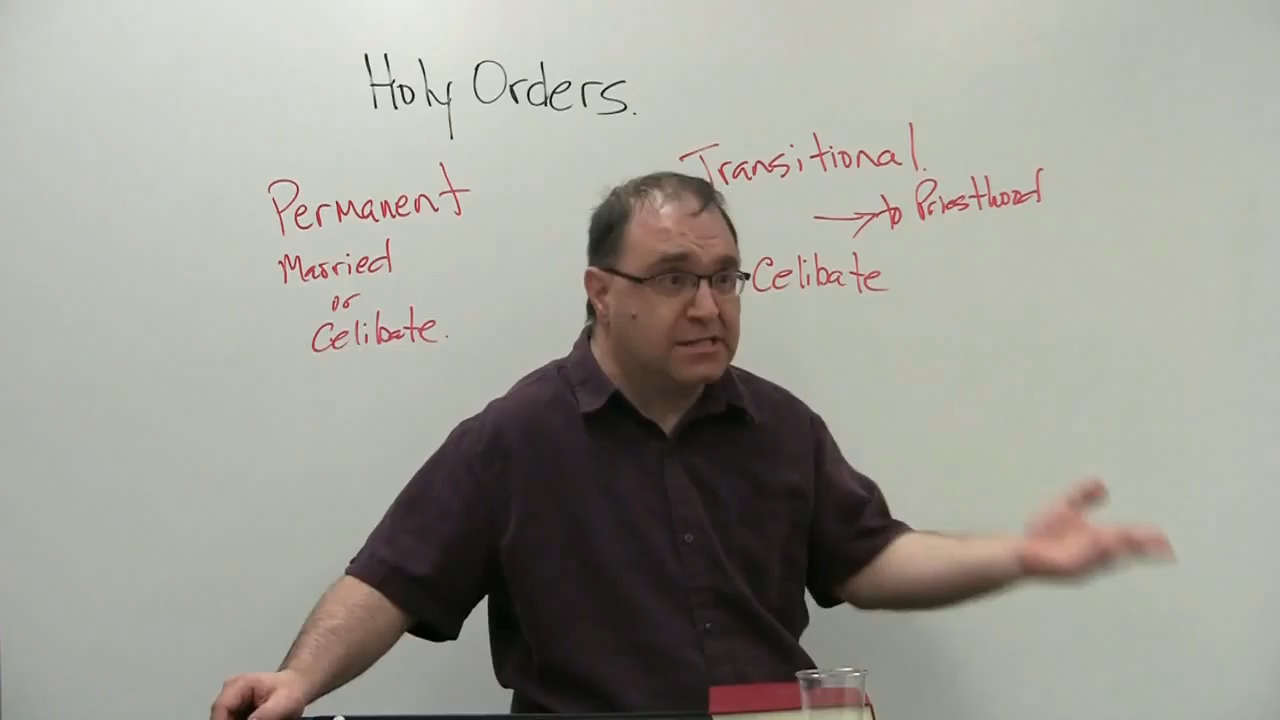 Holy Orders.
Permanent
Married
or
Celibate.
Transitional.
→ to Priesthood
Celibate